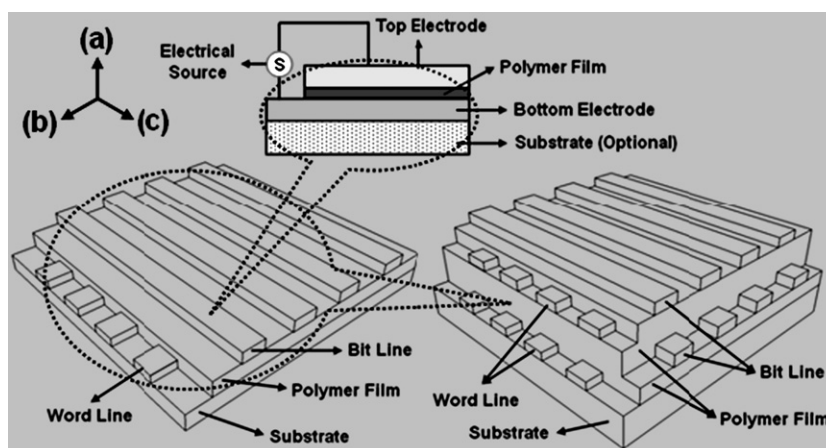 (a)
(b)
(c)
Electrical
Source
S
Top Electrode
Polymer Film
Bottom Electrode
Substrate (Optional)
Bit Line
Polymer Film
Word Line
Substrate
Word Line
Bit Line
Polymer Film
Substrate